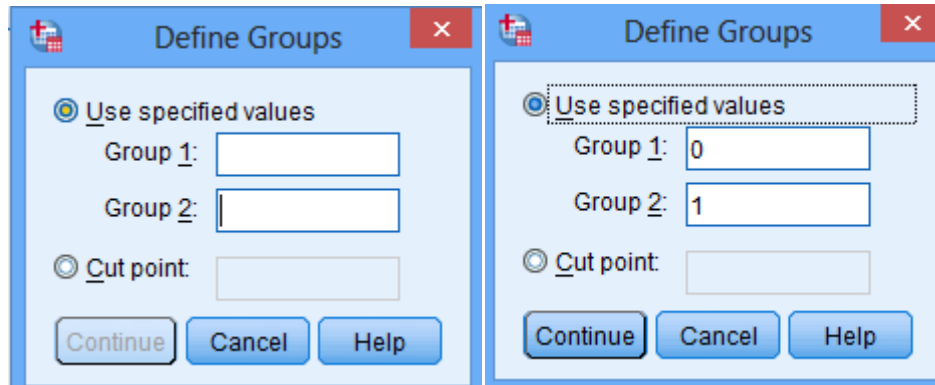 Define Groups
Use specified values
Group 1:
Group 2:
Cut point:
Continue Cancel Help
Define Groups
Use specified values
Group 1: 0
Group 2: 1
Cut point:
Continue Cancel Help